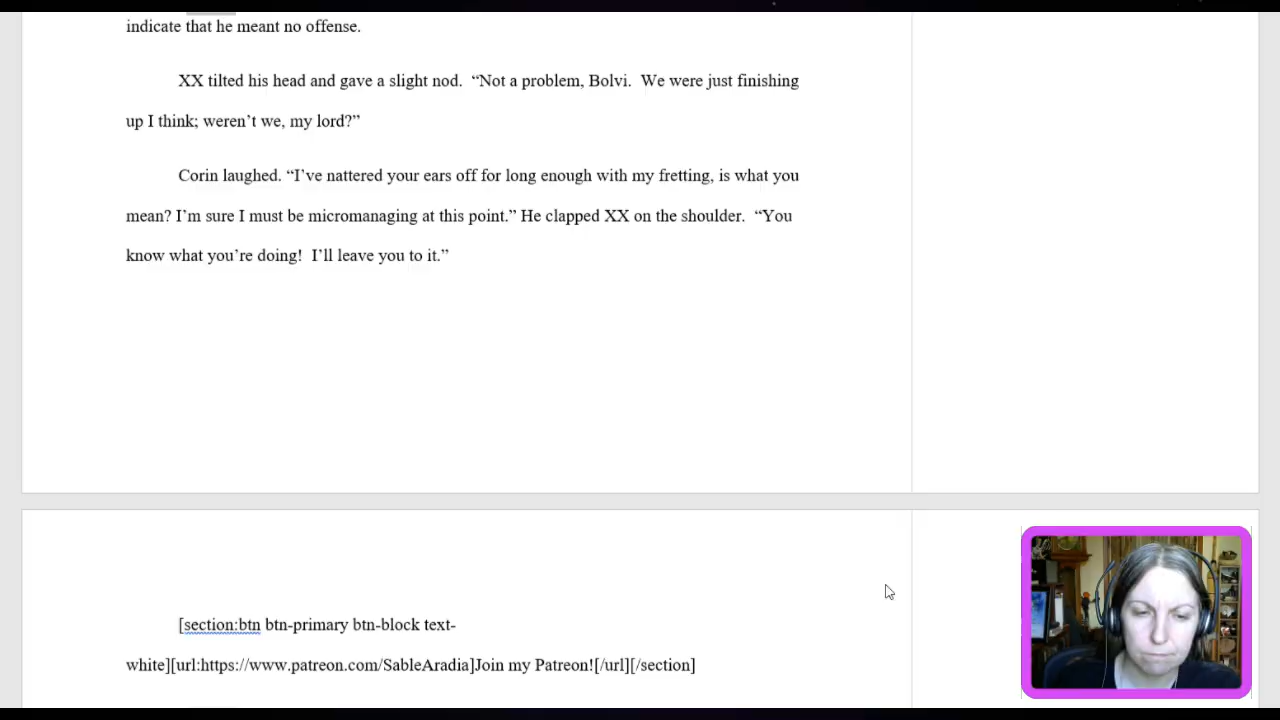 indicate that he meant no offense.
XX tilted his head and gave a slight nod.  “Not a problem, Bolvi.  We were just finishing
up I think; weren’t we, my lord?”
Corin laughed. “I’ve nattered your ears off for long enough with my fretting, is what you
mean? I’m sure I must be micromanaging at this point.” He clapped XX on the shoulder.  “You
know what you’re doing!  I’ll leave you to it.”
[section:btn btn-primary btn-block text-
white][url:https://www.patreon.com/SableAradia]Join my Patreon![/url][/section]